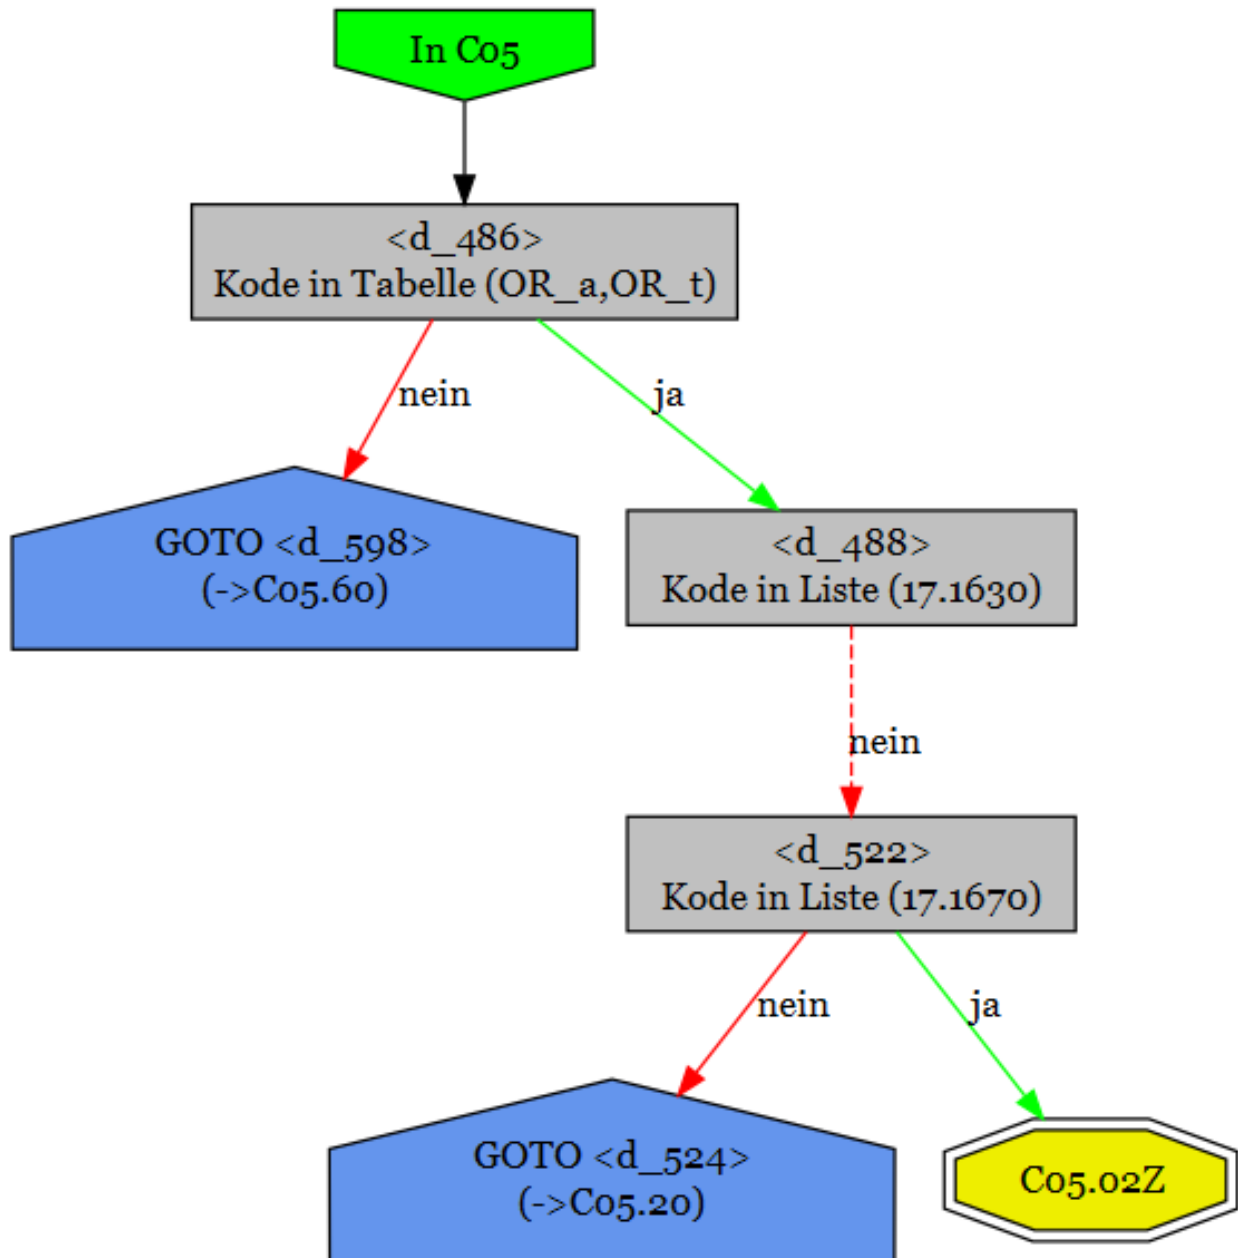 In C05
<d_486>
Kode in Tabelle (OR_a,OR_t)
nein
ja
GOTO <d_598>
(->C05.60)
<d_488>
Kode in Liste (17.1630)
nein
<d_522>
Kode in Liste (17.1670)
nein
ja
GOTO <d_524>
(->C05.20)
C05.02Z